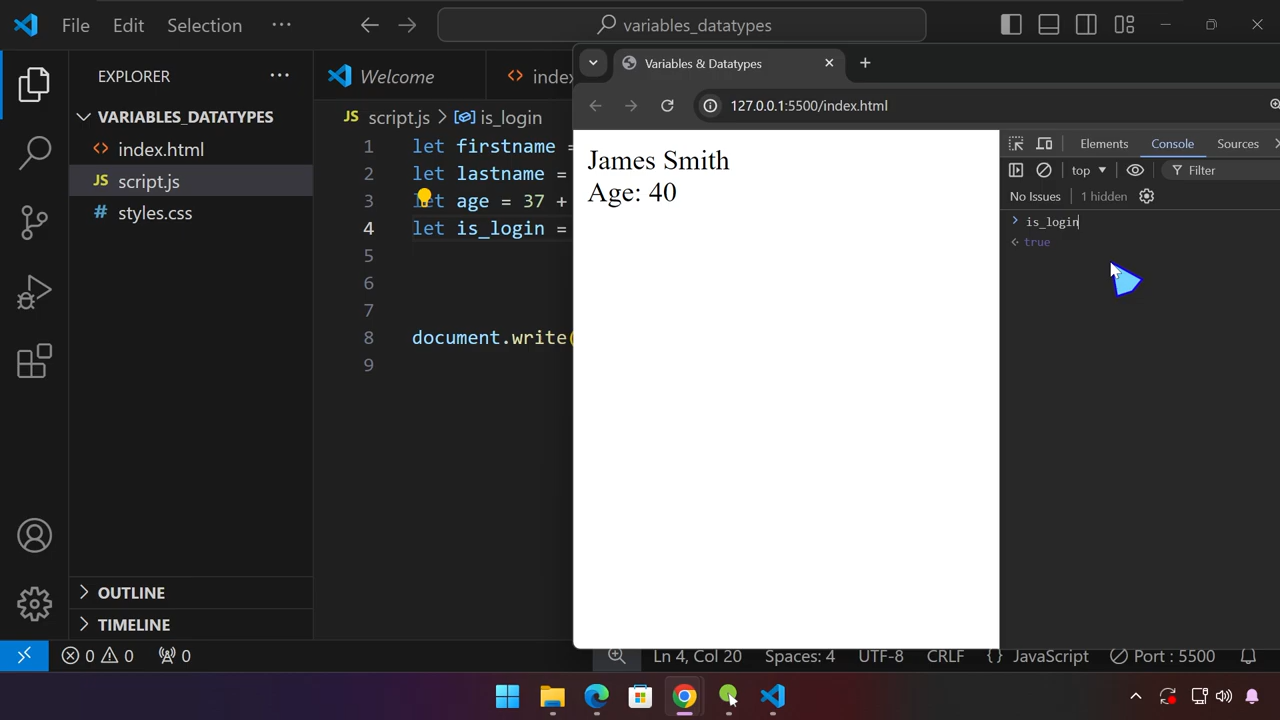 File Edit Selection ···
variables_datatypes
EXPLORER ···
VARIABLES_DATATYPES
index.html
JS script.js
# styles.css
OUTLINE
TIMELINE
Welcome
<> index
JS script.js > is_login
1 let firstname =
2 let lastname =
3 let age = 37 +
4 let is_login =
5
6
7
8 document.write(
9
Variables & Datatypes
127.0.0.1:5500/index.html
James Smith
Age: 40
Elements Console Sources
top Filter
No Issues 1 hidden
> is_login
true
0 0 0
Ln 4, Col 20 Spaces: 4 UTF-8 CRLF {} JavaScript Port : 5500